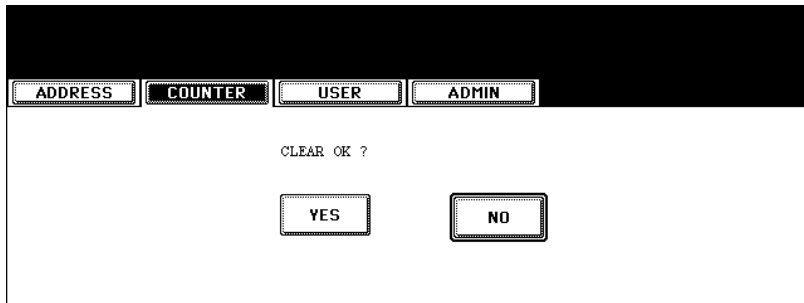 ADDRESS COUNTER USER ADMIN
CLEAR OK ?
YES NO